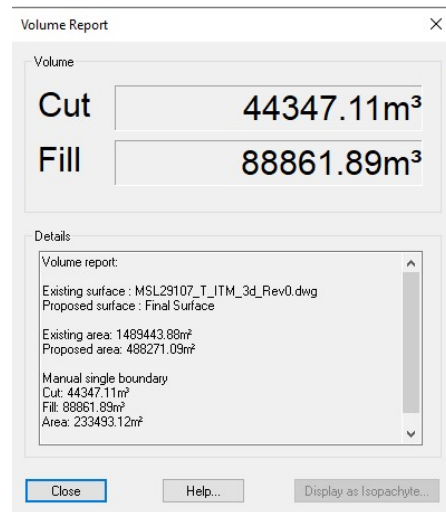 Volume Report
Volume
Cut 44347.11m³
Fill 88861.89m³
Details
Volume report:
Existing surface : MSL29107_T_ITM_3d_Rev0.dwg
Proposed surface : Final Surface
Existing area: 1489443.88m²
Proposed area: 488271.09m²
Manual single boundary
Cut: 44347.11m³
Fill: 88861.89m³
Area: 233493.12m²
Close Help... Display as Isopachyte...